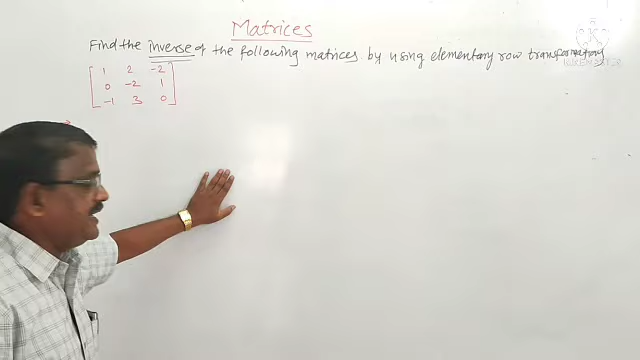 Matrices
Find the inverse of the following matrices by using elementary row transformations
1 2 -2
0 -2 1
-1 3 0